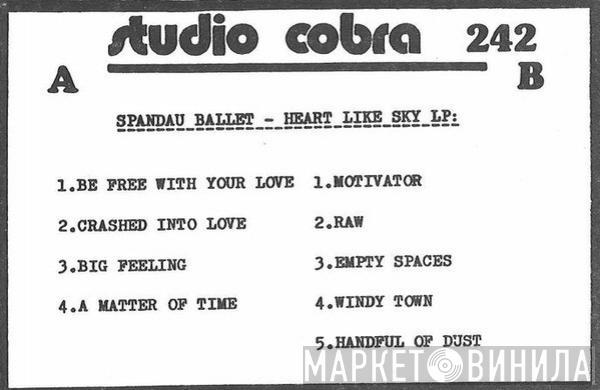 studio cobra 242
A B
SPANDAU BALLET - HEART LIKE SKY LP:
1.BE FREE WITH YOUR LOVE 1.MOTIVATOR
2.CRASHED INTO LOVE 2.RAW
3.BIG FEELING 3.EMPTY SPACES
4.A MATTER OF TIME 4.WINDY TOWN
5.HANDFUL OF DUST
МАРКЕТ ВИНИЛА